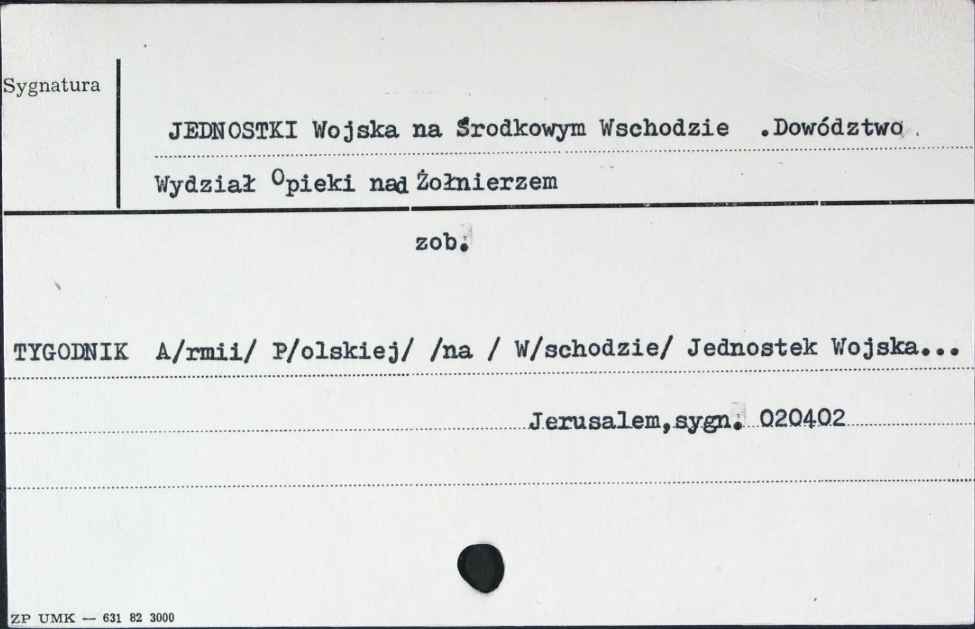 Sygnatura
JEDNOSTKI Wojska na Środkowym Wschodzie .Dowództwo.
Wydział Opieki nad Żołnierzem
zob.
TYGODNIK A/rmii/ P/olskiej/ /na / W/schodzie/ Jednostek Wojska...
Jerusalem,sygn. 020402
ZP UMK — 631 82 3000